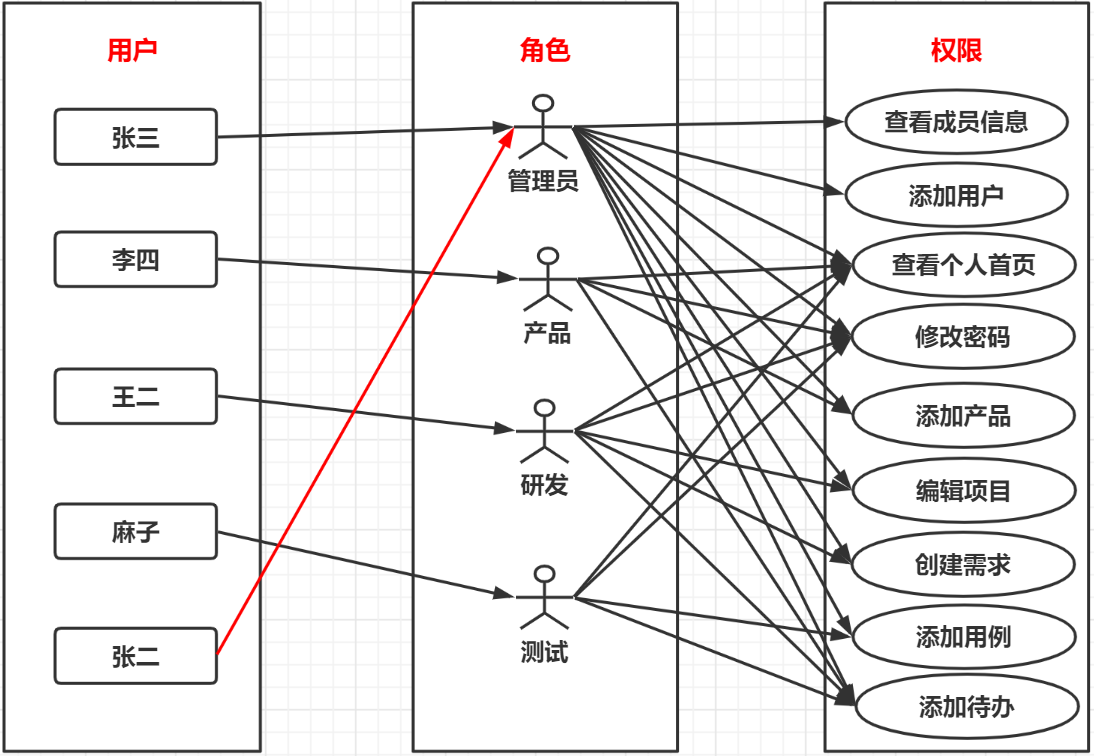 用户
张三
李四
王二
麻子
张二
角色
管理员
产品
研发
测试
权限
查看成员信息
添加用户
查看个人首页
修改密码
添加产品
编辑项目
创建需求
添加用例
添加待办